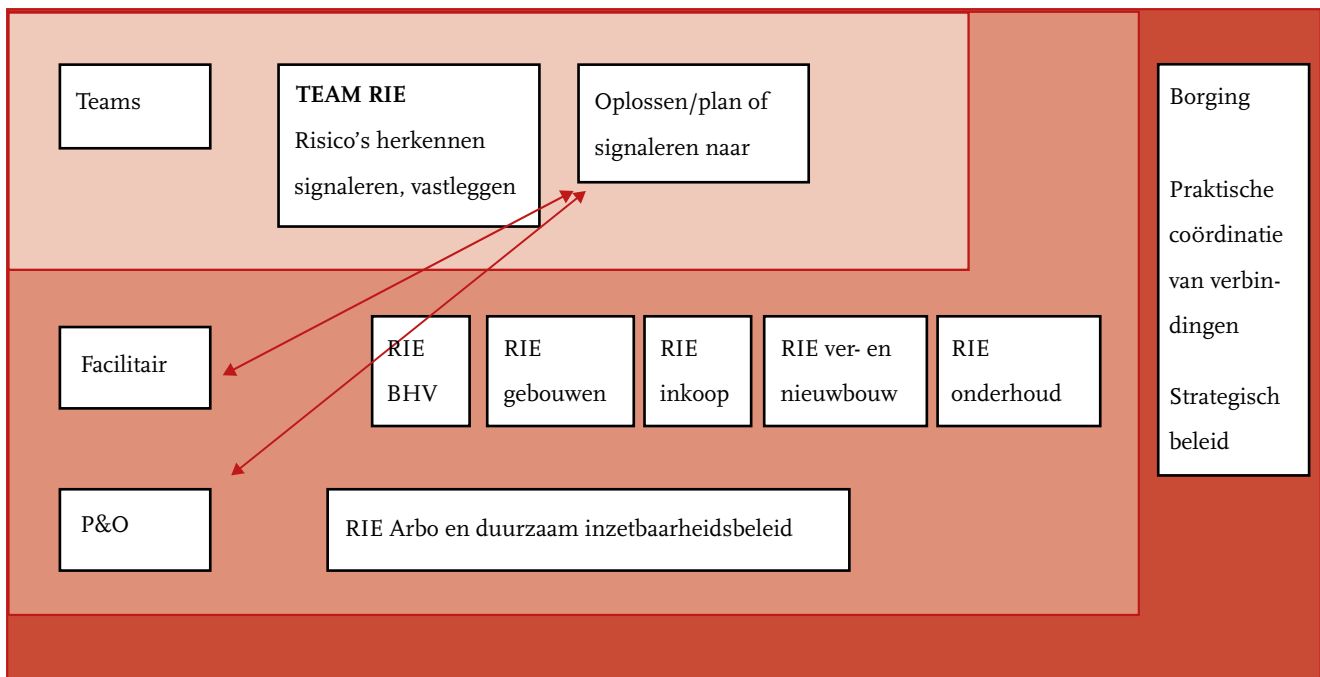 Teams
TEAM RIE
Risico’s herkennen
signaleren, vastleggen
Oplossen/plan of
signaleren naar
Borging
Praktische
coördinatie
van verbin-
dingen
Strategisch
beleid
Facilitair
RIE
BHV
RIE
gebouwen
RIE
inkoop
RIE ver- en
nieuwbouw
RIE
onderhoud
P&O
RIE Arbo en duurzaam inzetbaarheidsbeleid